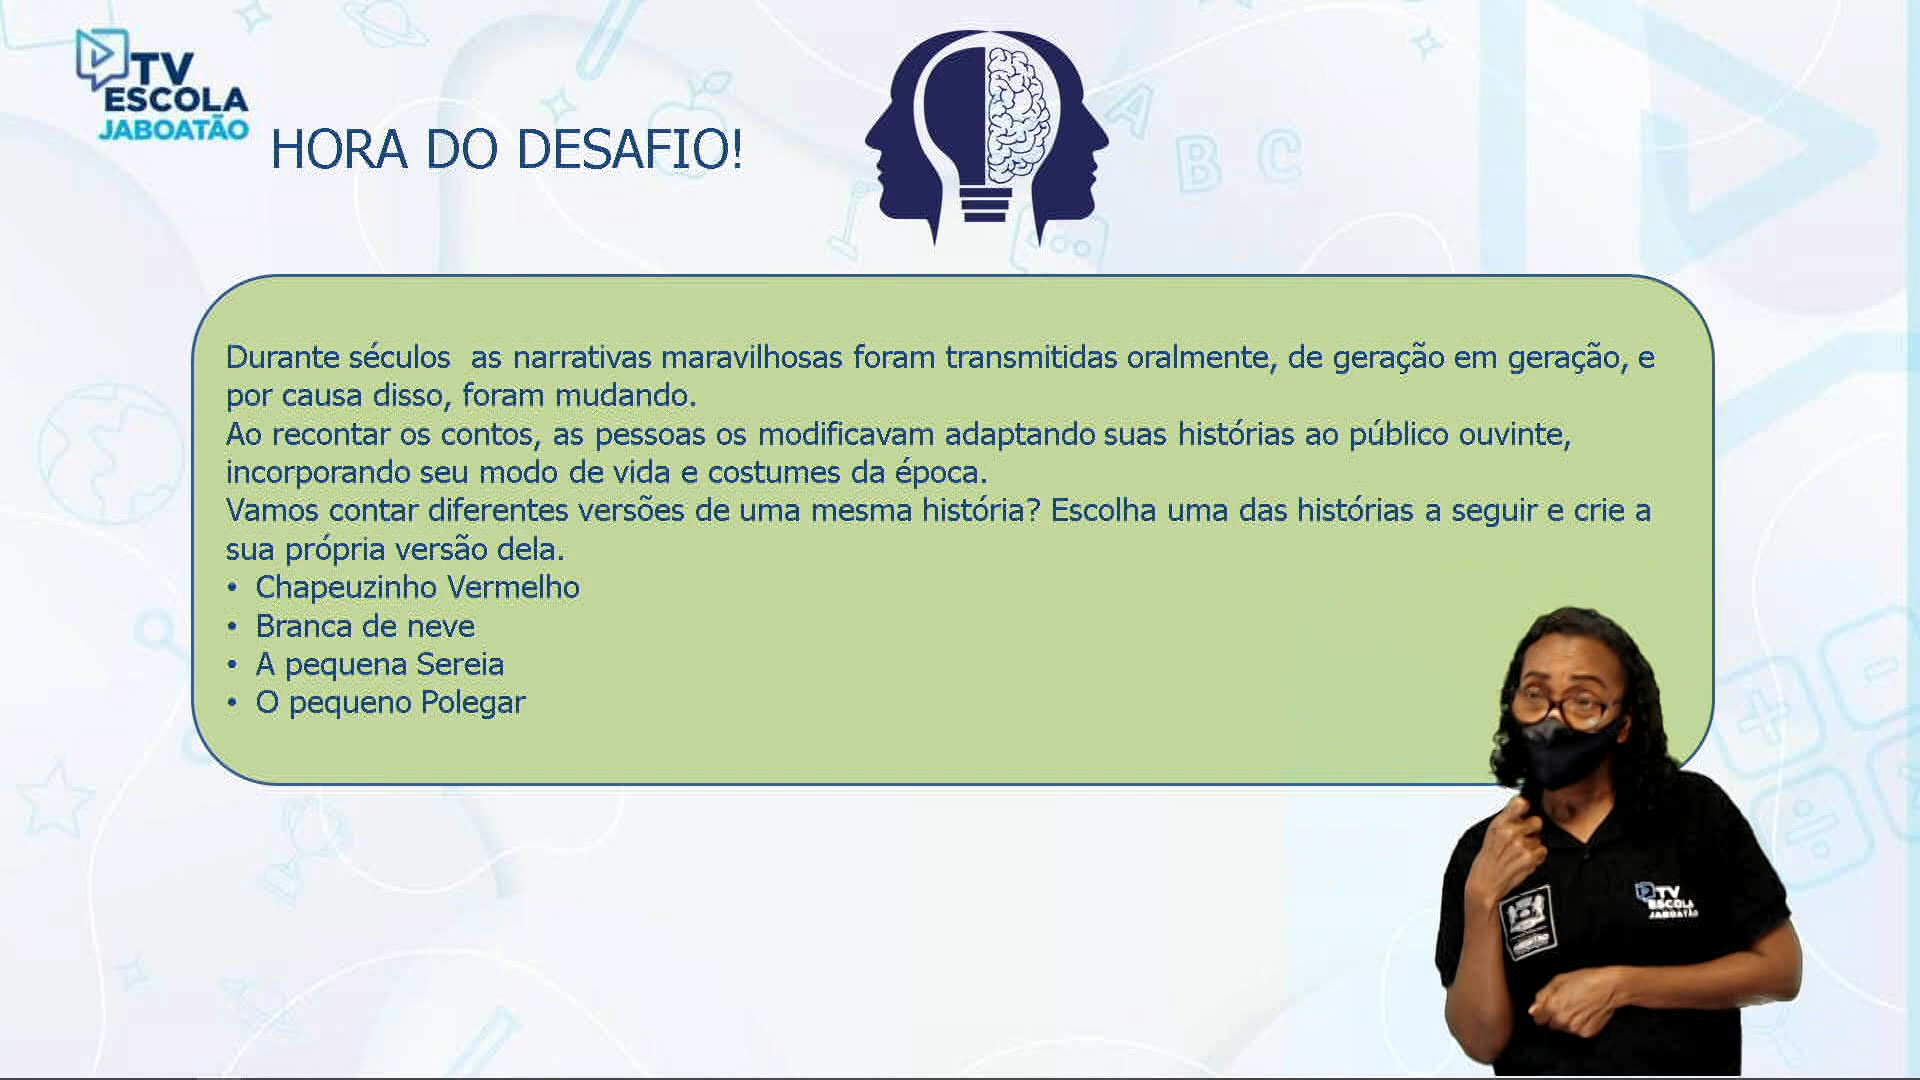 TV
ESCOLA
JABOATÃO
HORA DO DESAFIO!
A B C
Durante séculos as narrativas maravilhosas foram transmitidas oralmente, de geração em geração, e
por causa disso, foram mudando.
Ao recontar os contos, as pessoas os modificavam adaptando suas histórias ao público ouvinte,
incorporando seu modo de vida e costumes da época.
Vamos contar diferentes versões de uma mesma história? Escolha uma das histórias a seguir e crie a
sua própria versão dela.
• Chapeuzinho Vermelho
• Branca de neve
• A pequena Sereia
• O pequeno Polegar
TV
ESCOLA
JABOATÃO